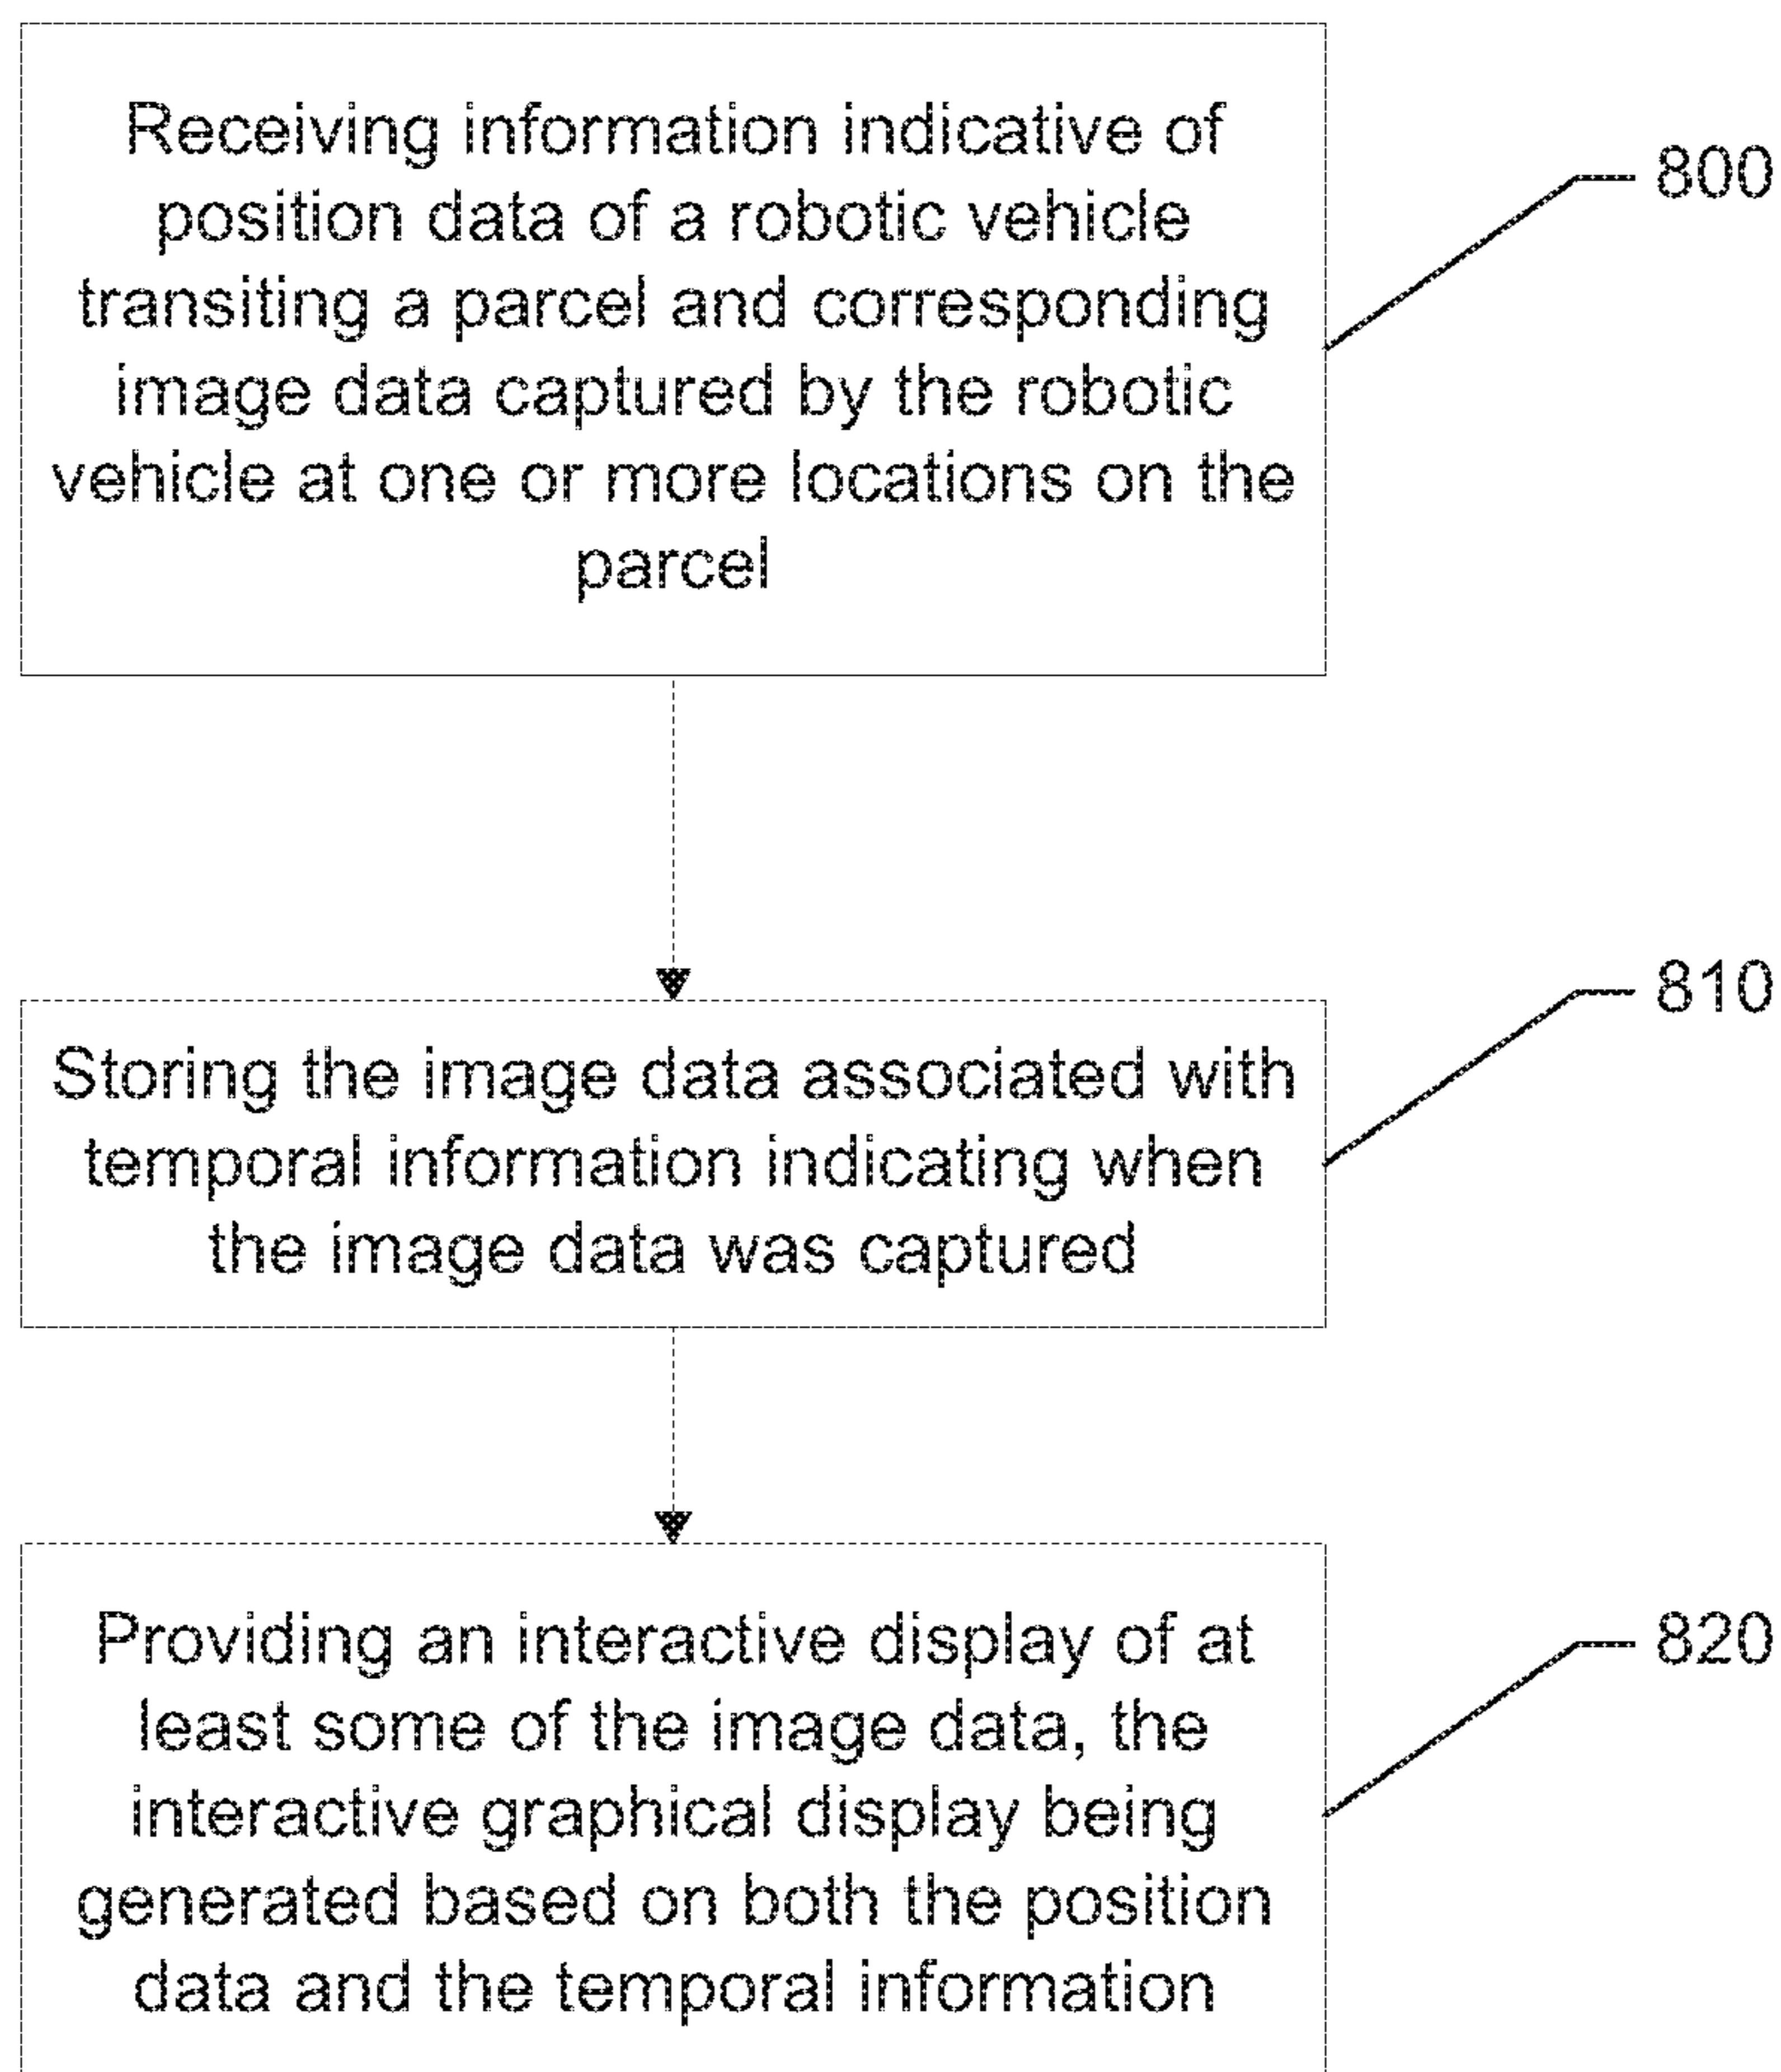 Receiving information indicative of
position data of a robotic vehicle
transiting a parcel and corresponding
image data captured by the robotic
vehicle at one or more locations on the
parcel
800
Storing the image data associated with
temporal information indicating when
the image data was captured
810
Providing an interactive display of at
least some of the image data, the
interactive graphical display being
generated based on both the position
data and the temporal information
820